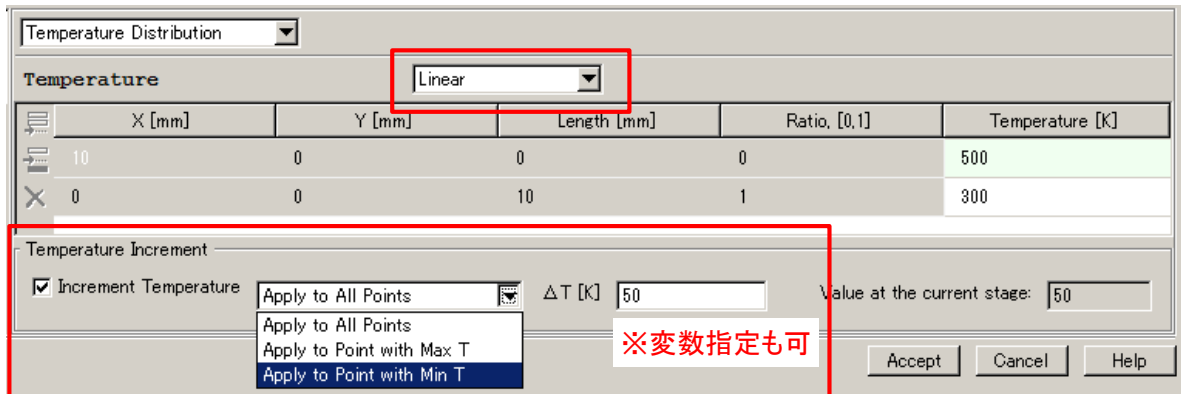 Temperature Distribution
Temperature Linear
X [mm] Y [mm] Length [mm] Ratio, [0,1] Temperature [K]
10 0 0 0 500
0 0 10 1 300
Temperature Increment
Increment Temperature Apply to All Points ΔT [K] 50 Value at the current stage: 50
Apply to All Points
Apply to Point with Max T
Apply to Point with Min T
※変数指定も可
Accept Cancel Help